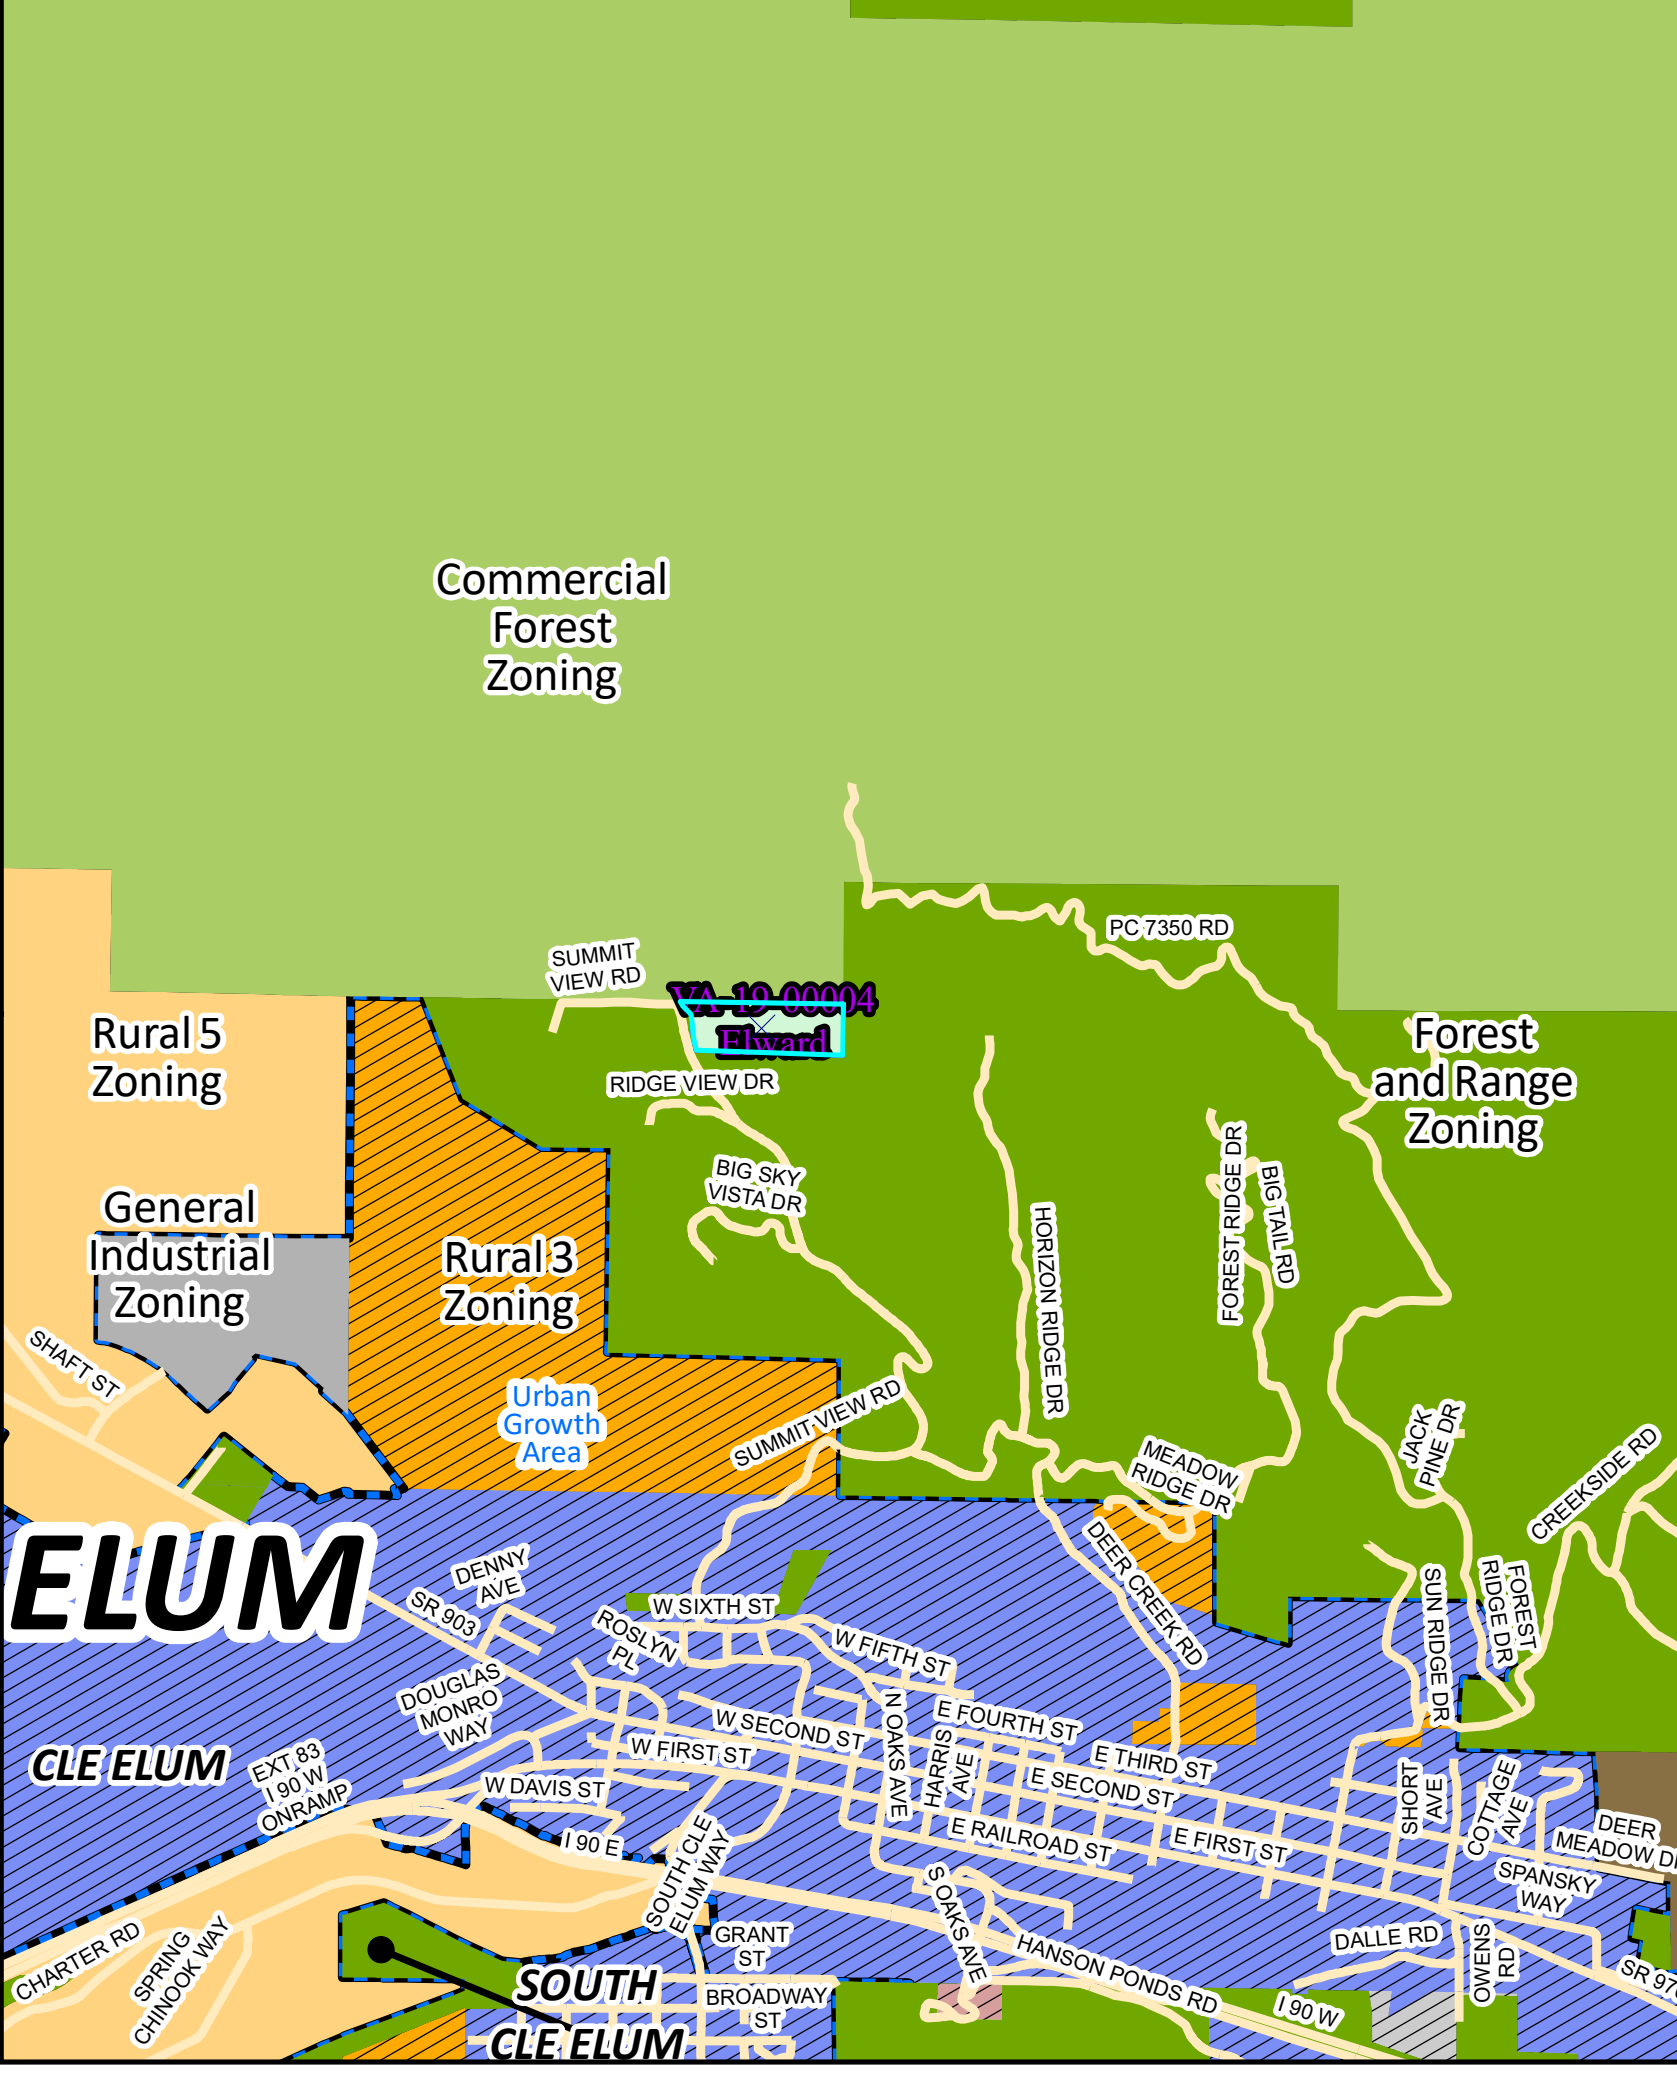 Commercial
Forest
Zoning
PC 7350 RD
SUMMIT
VIEW RD
VA-19-00004
Elward
Rural 5
Zoning
Forest
and Range
Zoning
RIDGE VIEW DR
BIG SKY
VISTA DR
FOREST RIDGE DR
BIG TAIL RD
HORIZON RIDGE DR
General
Industrial
Zoning
Rural 3
Zoning
SHAFT ST
Urban
Growth
Area
SUMMIT VIEW RD
JACK
PINE DR
MEADOW
RIDGE DR
CREEKSIDE RD
ELUM
DENNY
AVE
SR 903
DEER CREEK RD
W SIXTH ST
ROSLYN
PL
W FIFTH ST
SUN RIDGE DR
FOREST
RIDGE DR
DOUGLAS
MONRO
WAY
W SECOND ST
N OAKS AVE
E FOURTH ST
CLE ELUM
EXT 83
I 90 W
ONRAMP
W FIRST ST
HARRIS
AVE
E THIRD ST
W DAVIS ST
E SECOND ST
SHORT
AVE
COTTAGE
AVE
I 90 E
SOUTH CLE
ELUM WAY
E RAILROAD ST
E FIRST ST
DEER
MEADOW D
SPANSKY
WAY
S OAKS AVE
CHARTER RD
SPRING
CHINOOK WAY
GRANT
ST
HANSON PONDS RD
DALLE RD
OWENS
RD
SR 970
SOUTH
CLE ELUM
BROADWAY
ST
I 90 W